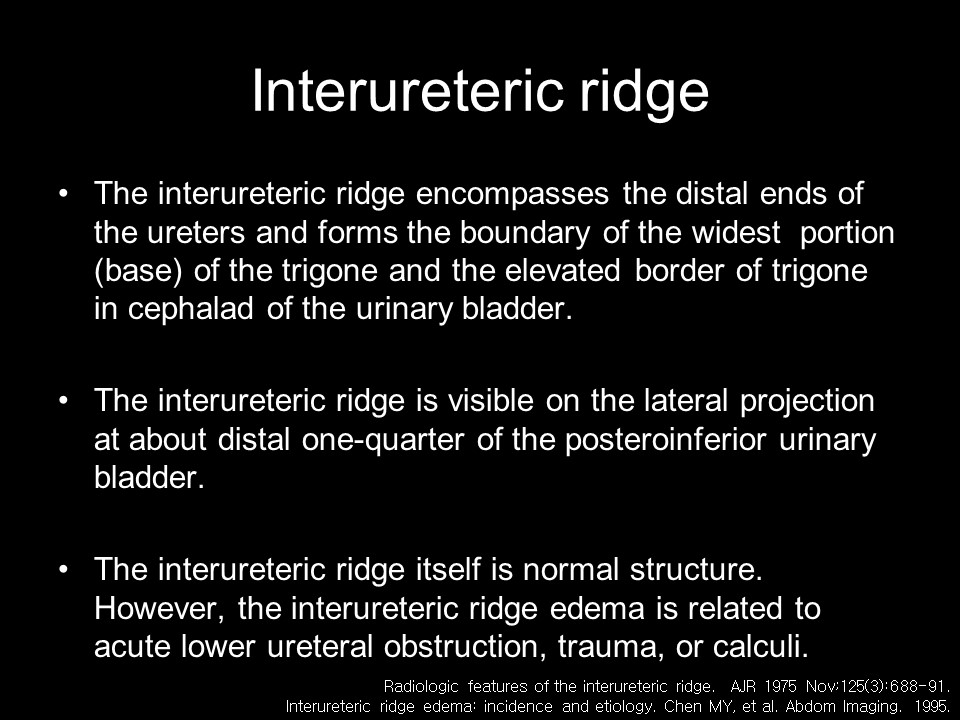 Interureteric ridge
• The interureteric ridge encompasses the distal ends of
the ureters and forms the boundary of the widest  portion
(base) of the trigone and the elevated border of trigone
in cephalad of the urinary bladder.
• The interureteric ridge is visible on the lateral projection
at about distal one-quarter of the posteroinferior urinary
bladder.
• The interureteric ridge itself is normal structure.
However, the interureteric ridge edema is related to
acute lower ureteral obstruction, trauma, or calculi.
Radiologic features of the interureteric ridge.  AJR 1975 Nov;125(3):688-91.
Interureteric ridge edema: incidence and etiology. Chen MY, et al. Abdom Imaging. 1995.